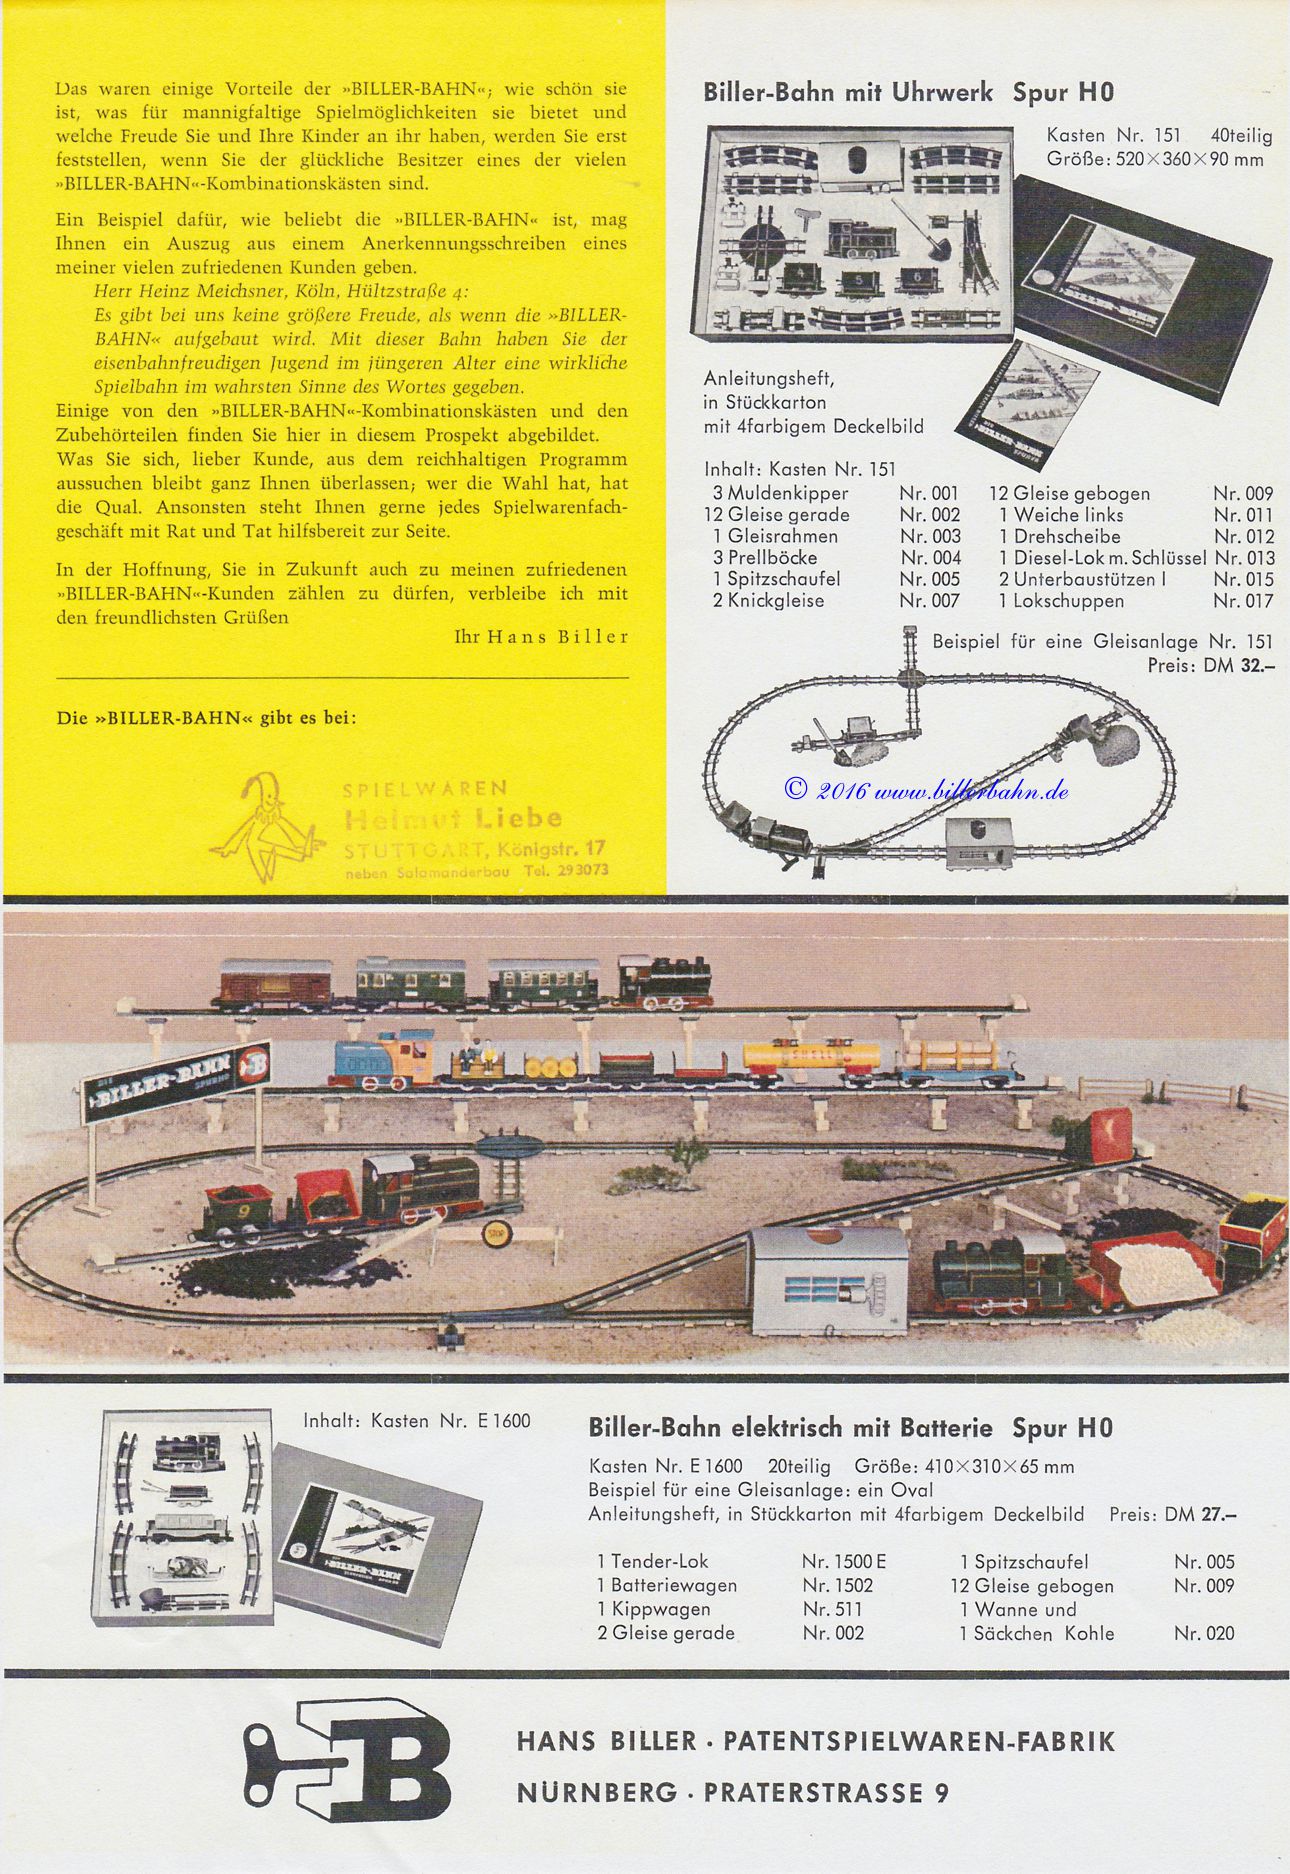 Das waren einige Vorteile der »BILLER-BAHN«; wie schön sie
ist, was für mannigfaltige Spielmöglichkeiten sie bietet und
welche Freude Sie und Ihre Kinder an ihr haben, werden Sie erst
feststellen, wenn Sie der glückliche Besitzer eines der vielen
»BILLER-BAHN«-Kombinationskästen sind.
Ein Beispiel dafür, wie beliebt die »BILLER-BAHN« ist, mag
Ihnen ein Auszug aus einem Anerkennungsschreiben eines
meiner vielen zufriedenen Kunden geben.
Herr Heinz Meichsner, Köln, Hültzstraße 4:
Es gibt bei uns keine größere Freude, als wenn die »BILLER-
BAHN« aufgebaut wird. Mit dieser Bahn haben Sie der
eisenbahnfreudigen Jugend im jüngeren Alter eine wirkliche
Spielbahn im wahrsten Sinne des Wortes gegeben.
Einige von den »BILLER-BAHN«-Kombinationskästen und den
Zubehörteilen finden Sie hier in diesem Prospekt abgebildet.
Was Sie sich, lieber Kunde, aus dem reichhaltigen Programm
aussuchen bleibt ganz Ihnen überlassen; wer die Wahl hat, hat
die Qual. Ansonsten steht Ihnen gerne jedes Spielwarenfach-
geschäft mit Rat und Tat hilfsbereit zur Seite.
In der Hoffnung, Sie in Zukunft auch zu meinen zufriedenen
»BILLER-BAHN«-Kunden zählen zu dürfen, verbleibe ich mit
den freundlichsten Grüßen
Ihr Hans Biller
Die »BILLER-BAHN« gibt es bei:
SPIELWAREN
Helmut Liebe
STUTTGART, Königstr. 17
neben Salamanderbau Tel. 293073
Biller-Bahn mit Uhrwerk Spur H0
Kasten Nr. 151 40teilig
Größe: 520×360×90 mm
4 5 6
BILLER-BAHN
BILLER-BAHN
Anleitungsheft,
in Stückkarton
mit 4farbigem Deckelbild
Inhalt: Kasten Nr. 151
3 Muldenkipper Nr. 001 12 Gleise gebogen Nr. 009
12 Gleise gerade Nr. 002 1 Weiche links Nr. 011
1 Gleisrahmen Nr. 003 1 Drehscheibe Nr. 012
3 Prellböcke Nr. 004 1 Diesel-Lok m. Schlüssel Nr. 013
1 Spitzschaufel Nr. 005 2 Unterbaustützen I Nr. 015
2 Knickgleise Nr. 007 1 Lokschuppen Nr. 017
Beispiel für eine Gleisanlage Nr. 151
Preis: DM 32.–
© 2016 www.billerbahn.de
DIE
BILLER-BAHN
SPUR H0
B
SHELL
9
STOP
Inhalt: Kasten Nr. E 1600
BILLER-BAHN
Biller-Bahn elektrisch mit Batterie Spur H0
Kasten Nr. E 1600 20teilig Größe: 410×310×65 mm
Beispiel für eine Gleisanlage: ein Oval
Anleitungsheft, in Stückkarton mit 4farbigem Deckelbild Preis: DM 27.–
1 Tender-Lok Nr. 1500 E 1 Spitzschaufel Nr. 005
1 Batteriewagen Nr. 1502 12 Gleise gebogen Nr. 009
1 Kippwagen Nr. 511 1 Wanne und
2 Gleise gerade Nr. 002 1 Säckchen Kohle Nr. 020
B
HANS BILLER · PATENTSPIELWAREN-FABRIK
NÜRNBERG · PRATERSTRASSE 9